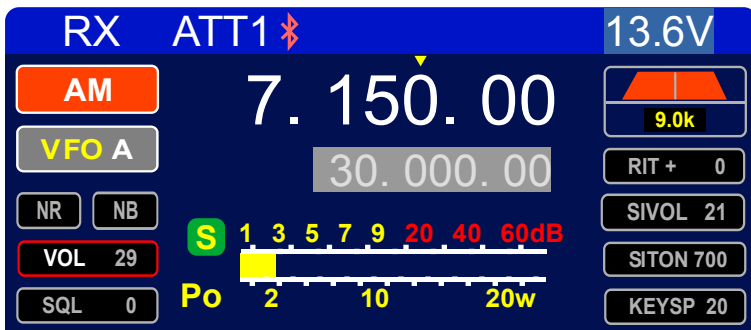 RX ATT1 13.6V
AM 7. 150. 00 9.0k
VFO A 30. 000. 00 RIT + 0
NR NB SIVOL 21
S 1 3 5 7 9 20 40 60dB
VOL 29 SITON 700
SQL 0 Po 2 10 20w KEYSP 20